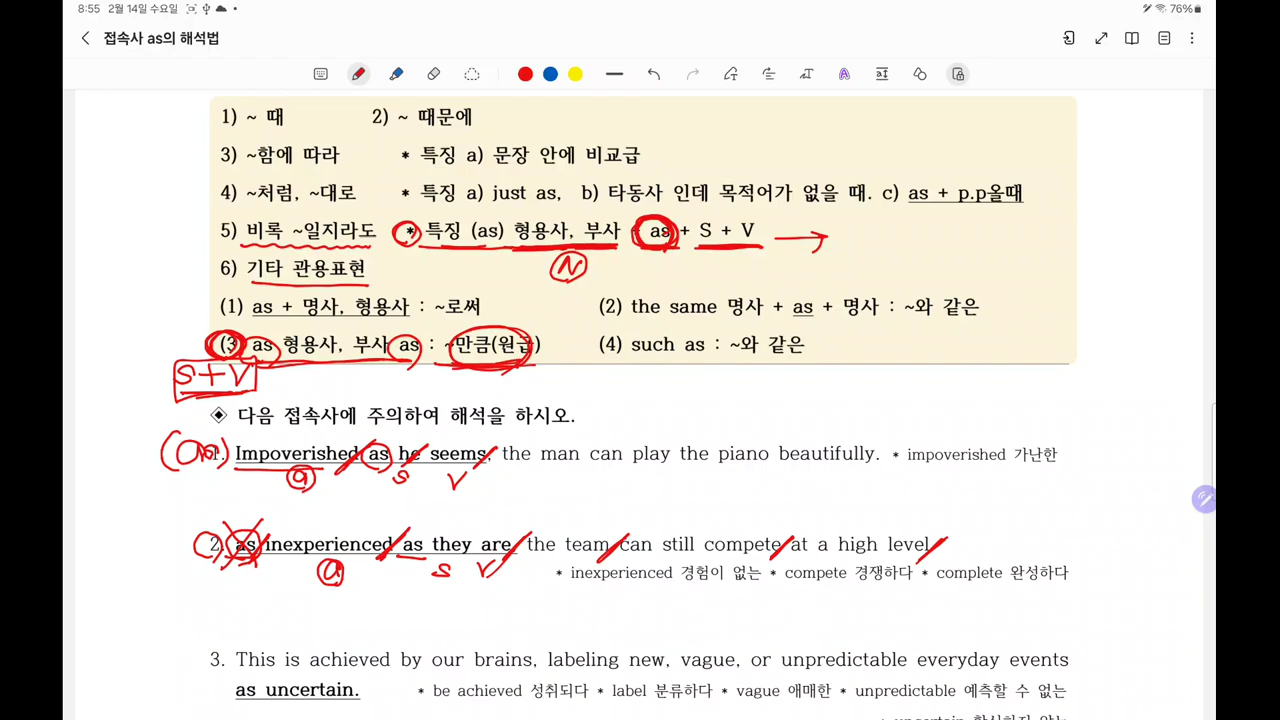 8:55 2월 14일 수요일 76%
접속사 as의 해석법
1) ~ 때 2) ~ 때문에
3) ~함에 따라 * 특징 a) 문장 안에 비교급
4) ~처럼, ~대로 * 특징 a) just as, b) 타동사 인데 목적어가 없을 때. c) as + p.p올때
5) 비록 ~일지라도 * 특징 (as) 형용사, 부사 + as + S + V
N
6) 기타 관용표현
(1) as + 명사, 형용사 : ~로써 (2) the same 명사 + as + 명사 : ~와 같은
(3) as 형용사, 부사 as : ~만큼(원급) (4) such as : ~와 같은
S+V
◈ 다음 접속사에 주의하여 해석을 하시오.
(as) 1. Impoverished as he seems, the man can play the piano beautifully. * impoverished 가난한
a S V
2. as inexperienced as they are, the team can still compete at a high level.
a S V
* inexperienced 경험이 없는 * compete 경쟁하다 * complete 완성하다
3. This is achieved by our brains, labeling new, vague, or unpredictable everyday events
as uncertain. * be achieved 성취되다 * label 분류하다 * vague 애매한 * unpredictable 예측할 수 없는